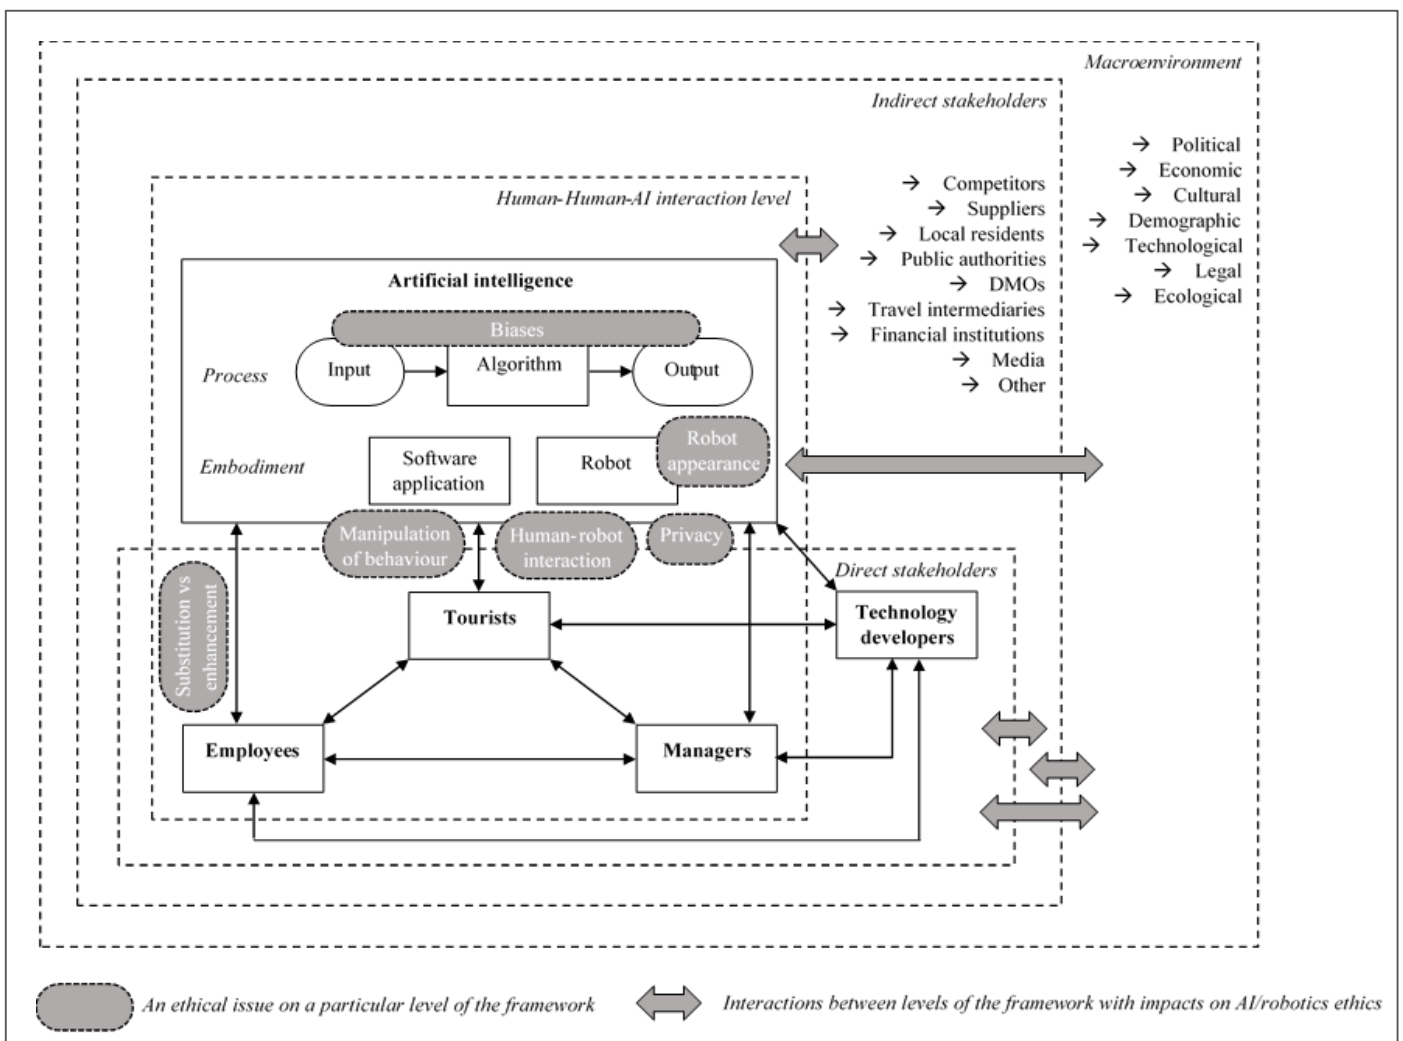 Macroenvironment
Indirect stakeholders
→ Political
→ Economic
→ Cultural
→ Demographic
→ Technological
→ Legal
→ Ecological
→ Competitors
→ Suppliers
→ Local residents
→ Public authorities
→ DMOs
→ Travel intermediaries
→ Financial institutions
→ Media
→ Other
Human-Human-AI interaction level
Artificial intelligence
Biases
Process
Input
Algorithm
Output
Embodiment
Software
application
Robot
Robot
appearance
Manipulation
of behaviour
Human-robot
interaction
Privacy
Substitution vs
enhancement
Direct stakeholders
Tourists
Technology
developers
Employees
Managers
An ethical issue on a particular level of the framework
Interactions between levels of the framework with impacts on AI/robotics ethics